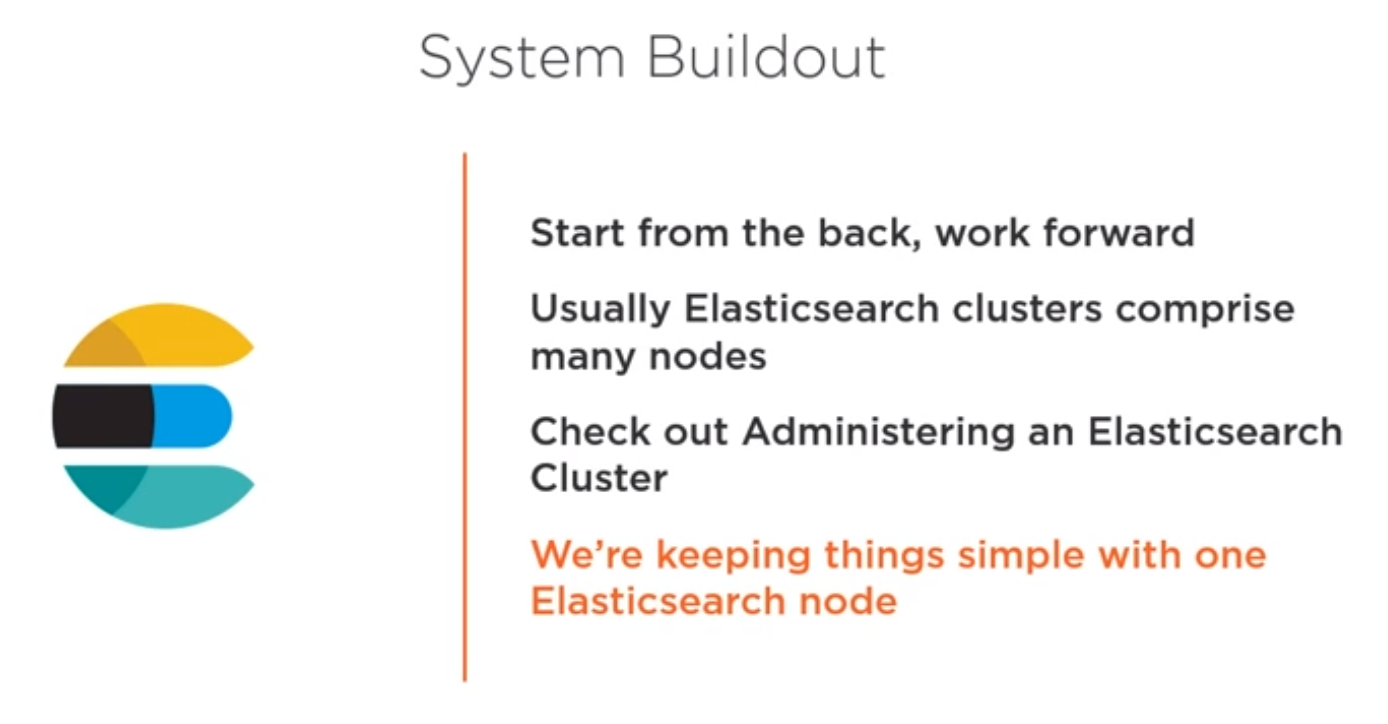 System Buildout
Start from the back, work forward
Usually Elasticsearch clusters comprise
many nodes
Check out Administering an Elasticsearch
Cluster
We’re keeping things simple with one
Elasticsearch node